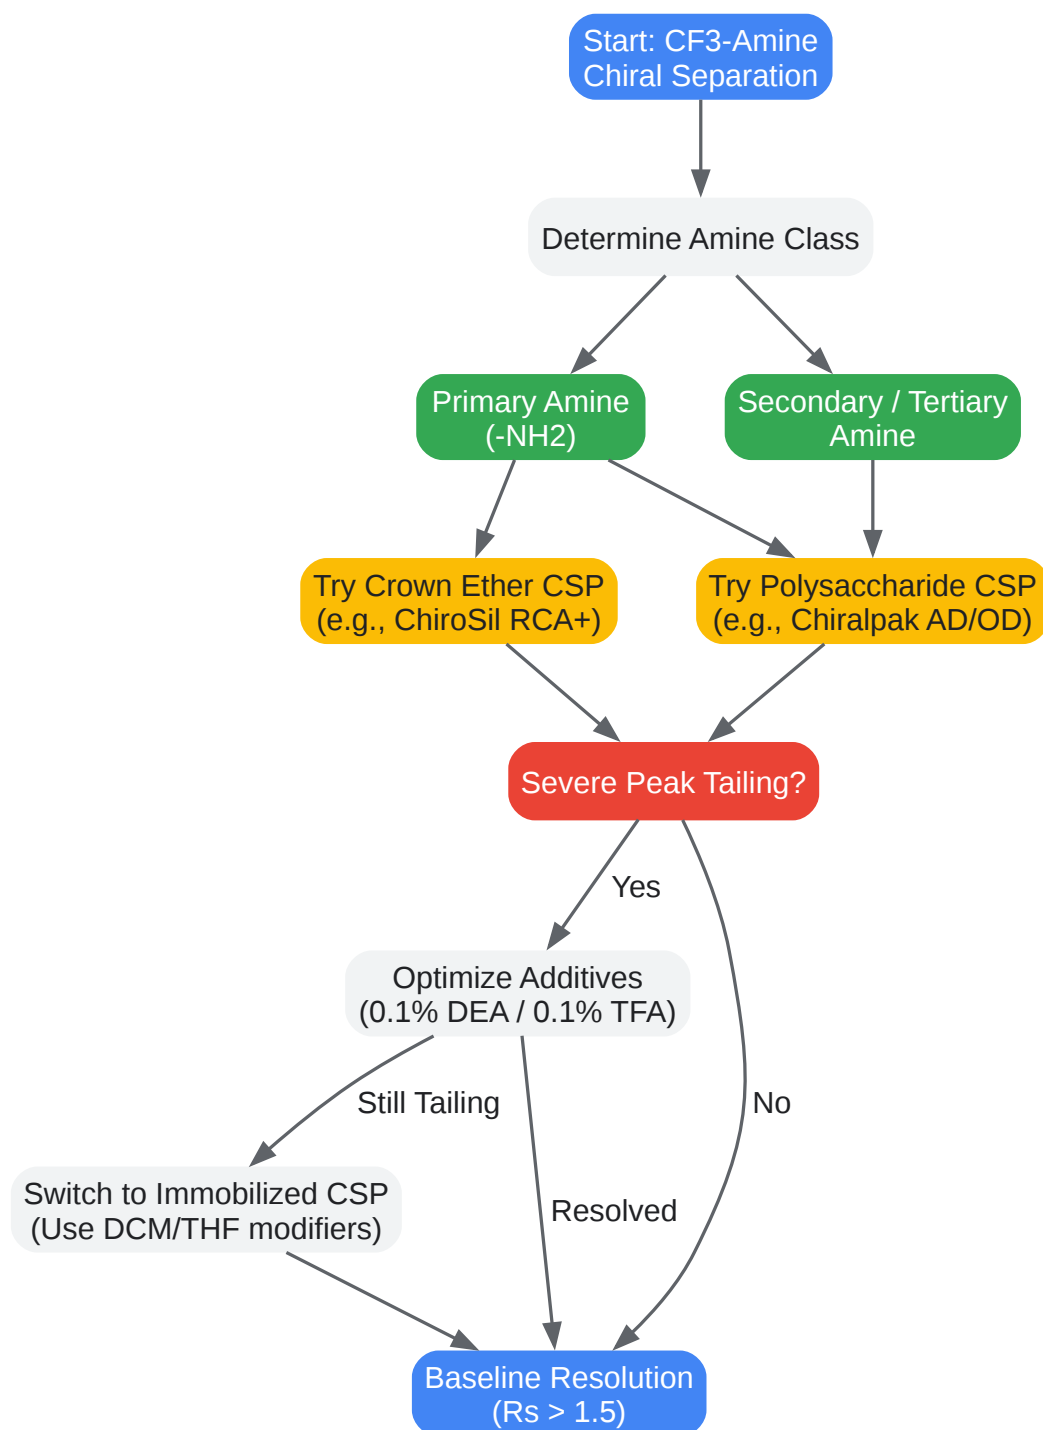 Start: CF3-Amine
Chiral Separation
Determine Amine Class
Primary Amine
(-NH2)
Secondary / Tertiary
Amine
Try Crown Ether CSP
(e.g., ChiroSil RCA+)
Try Polysaccharide CSP
(e.g., Chiralpak AD/OD)
Severe Peak Tailing?
Yes
Optimize Additives
(0.1% DEA / 0.1% TFA)
Still Tailing
No
Switch to Immobilized CSP
(Use DCM/THF modifiers)
Resolved
Baseline Resolution
(Rs > 1.5)